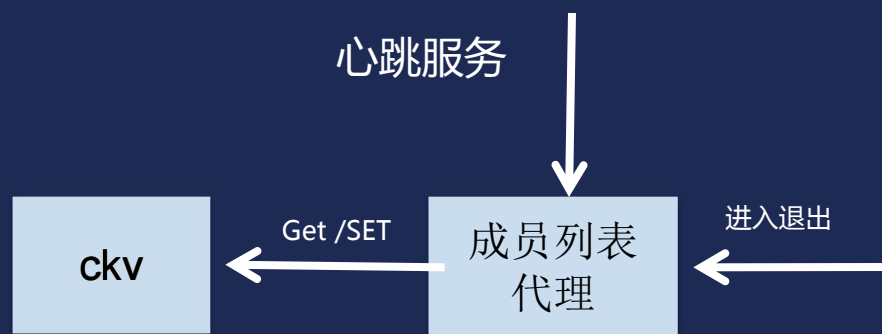 心跳服务
ckv
Get /SET
成员列表
代理
进入退出